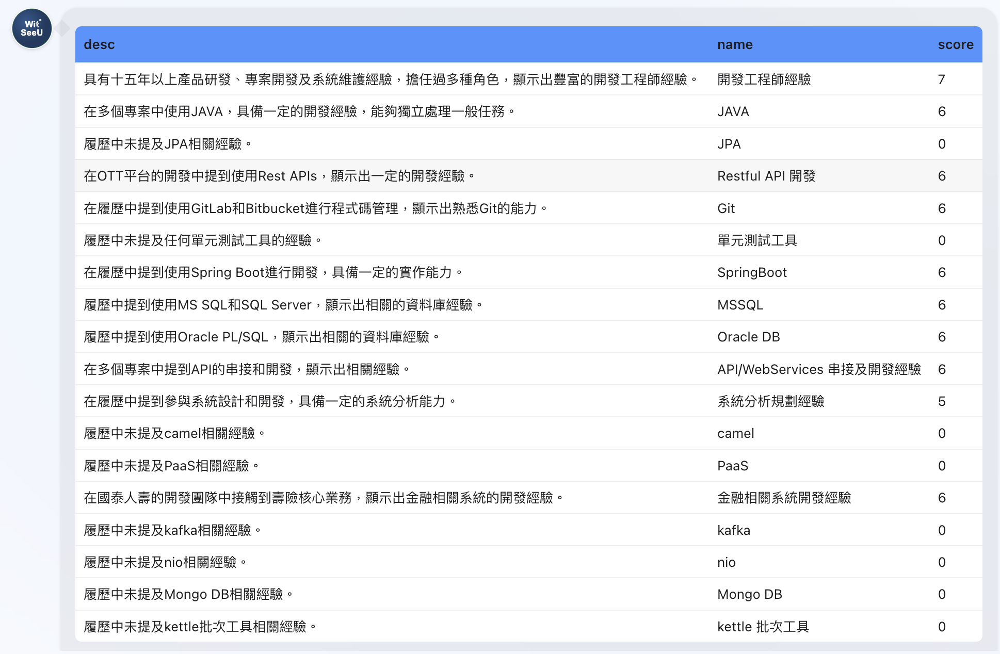 Wit
SeeU
desc name score
具有十五年以上產品研發、專案開發及系統維護經驗，擔任過多種角色，顯示出豐富的開發工程師經驗。 開發工程師經驗 7
在多個專案中使用JAVA，具備一定的開發經驗，能夠獨立處理一般任務。 JAVA 6
履歷中未提及JPA相關經驗。 JPA 0
在OTT平台的開發中提到使用Rest APIs，顯示出一定的開發經驗。 Restful API 開發 6
在履歷中提到使用GitLab和Bitbucket進行程式碼管理，顯示出熟悉Git的能力。 Git 6
履歷中未提及任何單元測試工具的經驗。 單元測試工具 0
在履歷中提到使用Spring Boot進行開發，具備一定的實作能力。 SpringBoot 6
履歷中提到使用MS SQL和SQL Server，顯示出相關的資料庫經驗。 MSSQL 6
履歷中提到使用Oracle PL/SQL，顯示出相關的資料庫經驗。 Oracle DB 6
在多個專案中提到API的串接和開發，顯示出相關經驗。 API/WebServices 串接及開發經驗 6
在履歷中提到參與系統設計和開發，具備一定的系統分析能力。 系統分析規劃經驗 5
履歷中未提及camel相關經驗。 camel 0
履歷中未提及PaaS相關經驗。 PaaS 0
在國泰人壽的開發團隊中接觸到壽險核心業務，顯示出金融相關系統的開發經驗。 金融相關系統開發經驗 6
履歷中未提及kafka相關經驗。 kafka 0
履歷中未提及nio相關經驗。 nio 0
履歷中未提及Mongo DB相關經驗。 Mongo DB 0
履歷中未提及kettle批次工具相關經驗。 kettle 批次工具 0